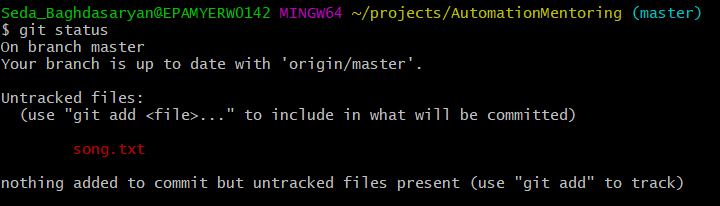 Seda_Baghdasaryan@EPAMYERW0142 MINGW64 ~/projects/AutomationMentoring (master)
$ git status
On branch master
Your branch is up to date with 'origin/master'.
Untracked files:
(use "git add <file>..." to include in what will be committed)
song.txt
nothing added to commit but untracked files present (use "git add" to track)